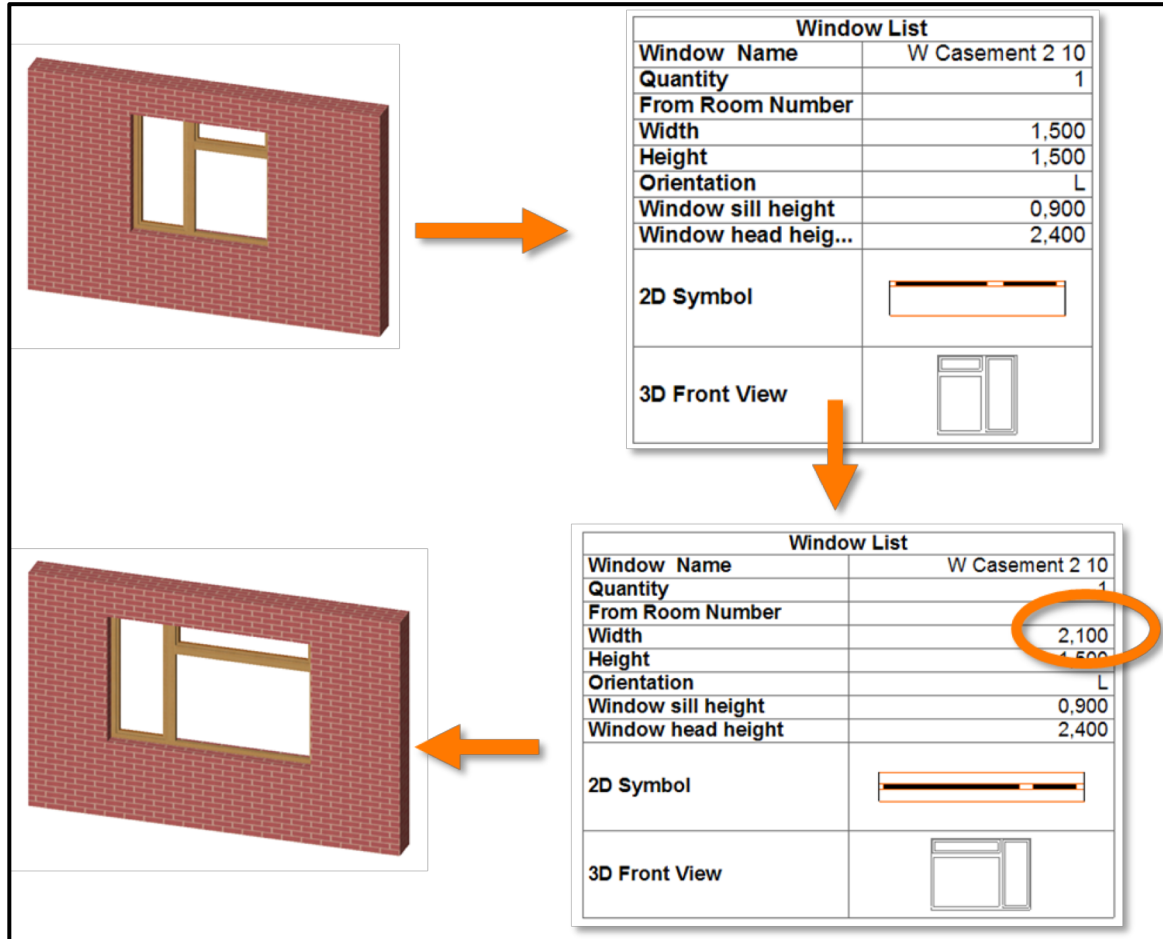 Window List
Window Name W Casement 2 10
Quantity 1
From Room Number
Width 1,500
Height 1,500
Orientation L
Window sill height 0,900
Window head heig... 2,400
2D Symbol
3D Front View
Window List
Window Name W Casement 2 10
Quantity 1
From Room Number
Width 2,100
Height 1,500
Orientation L
Window sill height 0,900
Window head height 2,400
2D Symbol
3D Front View